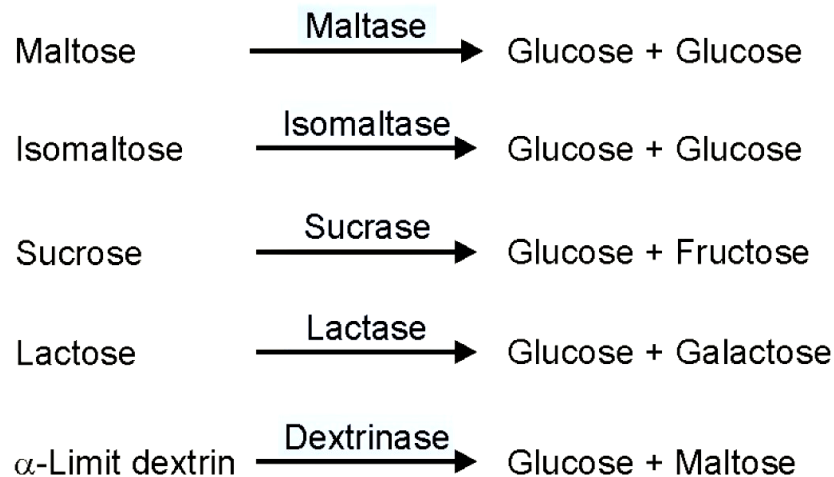 Maltose Maltase Glucose + Glucose
Isomaltose Isomaltase Glucose + Glucose
Sucrose Sucrase Glucose + Fructose
Lactose Lactase Glucose + Galactose
α-Limit dextrin Dextrinase Glucose + Maltose